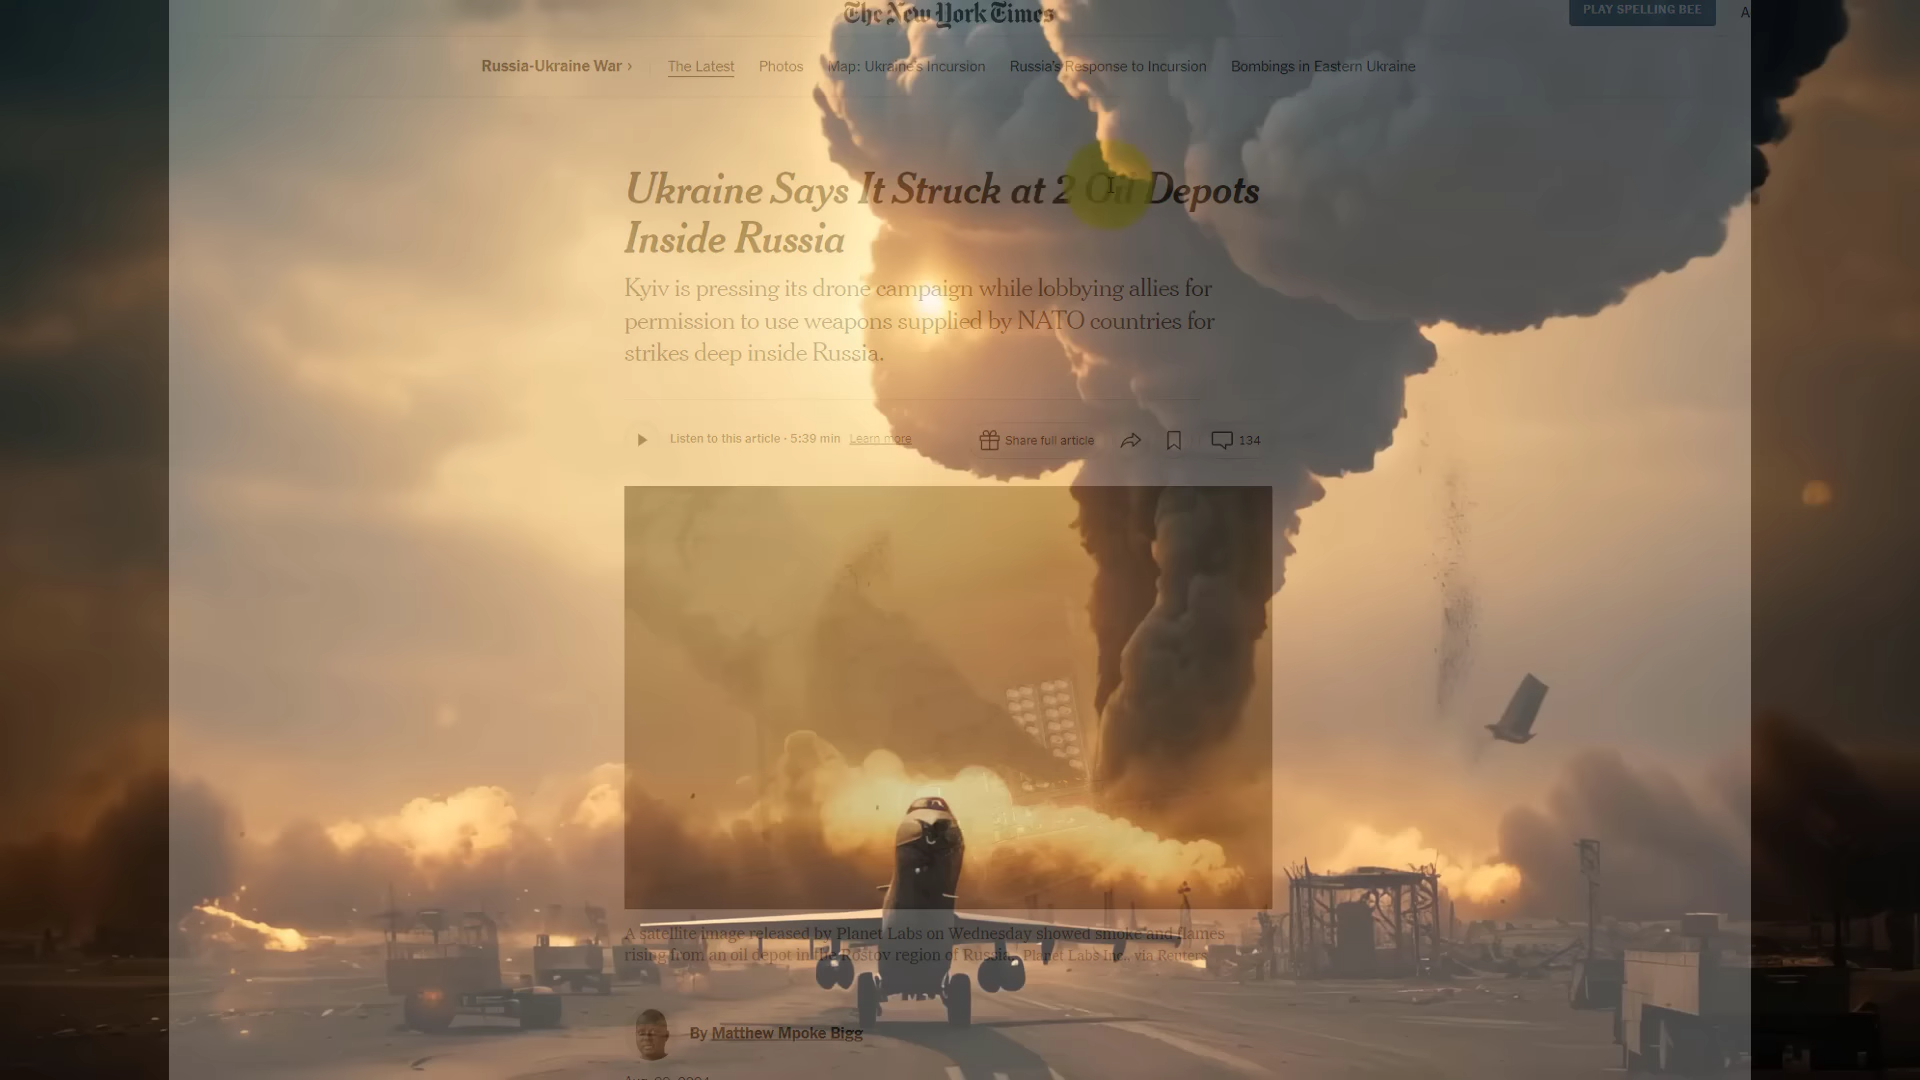 The New York Times
PLAY SPELLING BEE
A
Russia-Ukraine War ›
The Latest
Photos
Map: Ukraine's Incursion
Russia's Response to Incursion
Bombings in Eastern Ukraine
Ukraine Says It Struck at 2 Oil Depots
Inside Russia
Kyiv is pressing its drone campaign while lobbying allies for
permission to use weapons supplied by NATO countries for
strikes deep inside Russia.
Listen to this article · 5:39 min Learn more
Share full article
134
A satellite image released by Planet Labs on Wednesday showed smoke and flames
rising from an oil depot in the Rostov region of Russia. Planet Labs Inc., via Reuters
By Matthew Mpoke Bigg